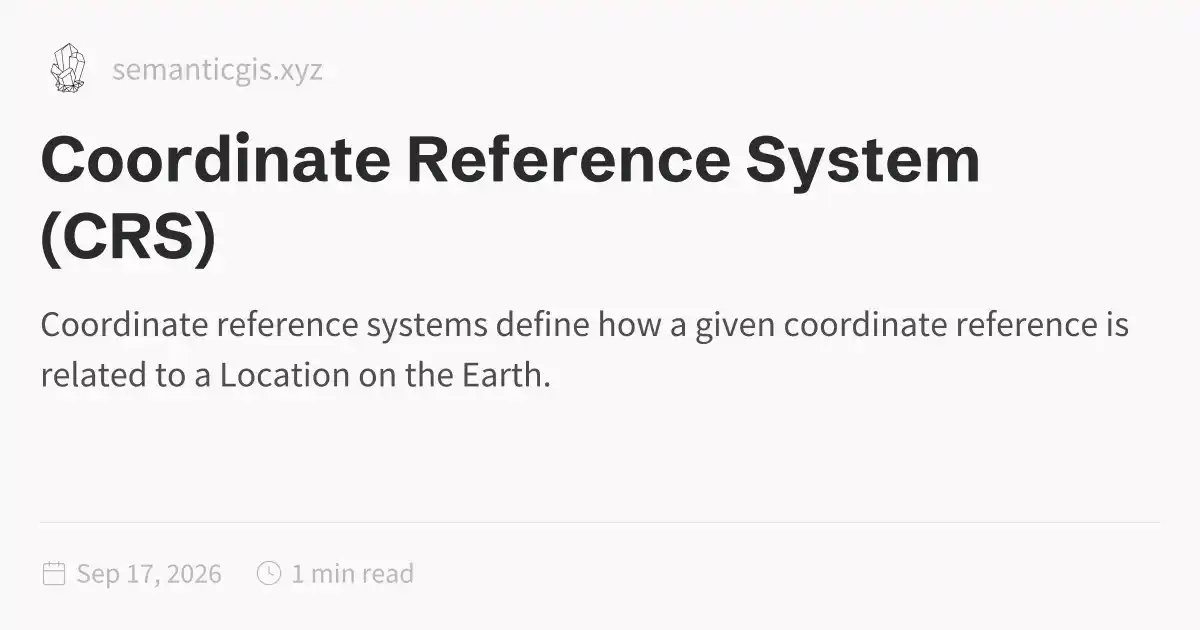 semanticgis.xyz
Coordinate Reference System
(CRS)
Coordinate reference systems define how a given coordinate reference is
related to a Location on the Earth.
Sep 17, 2026 1 min read